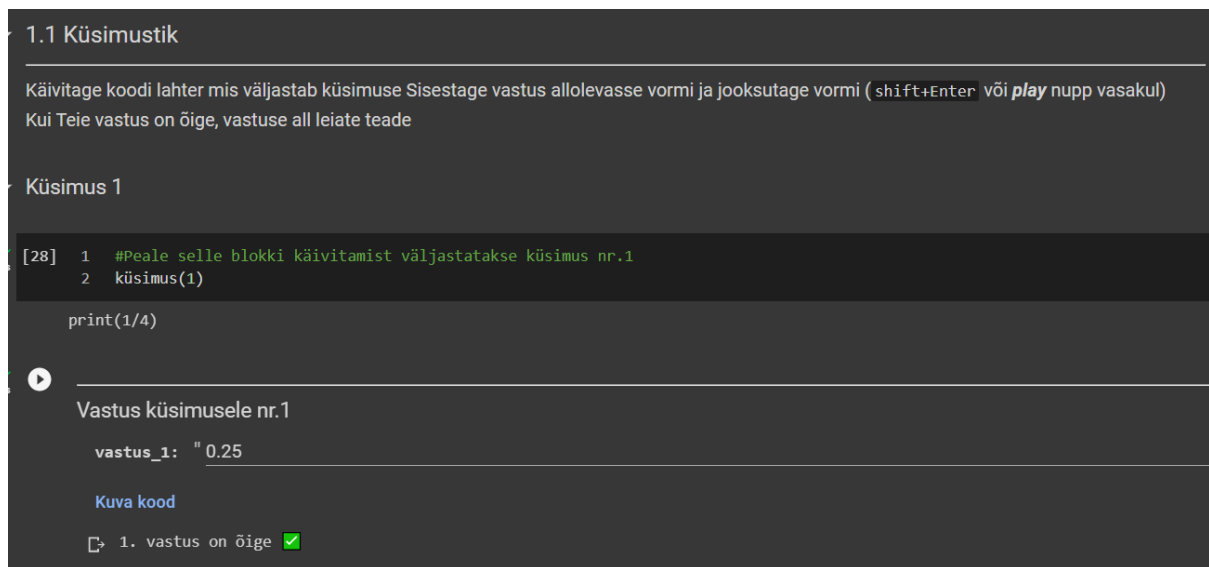 1.1 Küsimustik
Käivitage koodi lahter mis väljastab küsimuse Sisestage vastus allolevasse vormi ja jooksutage vormi ( shift+Enter või play nupp vasakul)
Kui Teie vastus on õige, vastuse all leiate teade
Küsimus 1
[28] 1 #Peale selle blokki käivitamist väljastatakse küsimus nr.1
2 küsimus(1)
print(1/4)
Vastus küsimusele nr.1
vastus_1: " 0.25
Kuva kood
1. vastus on õige ✅